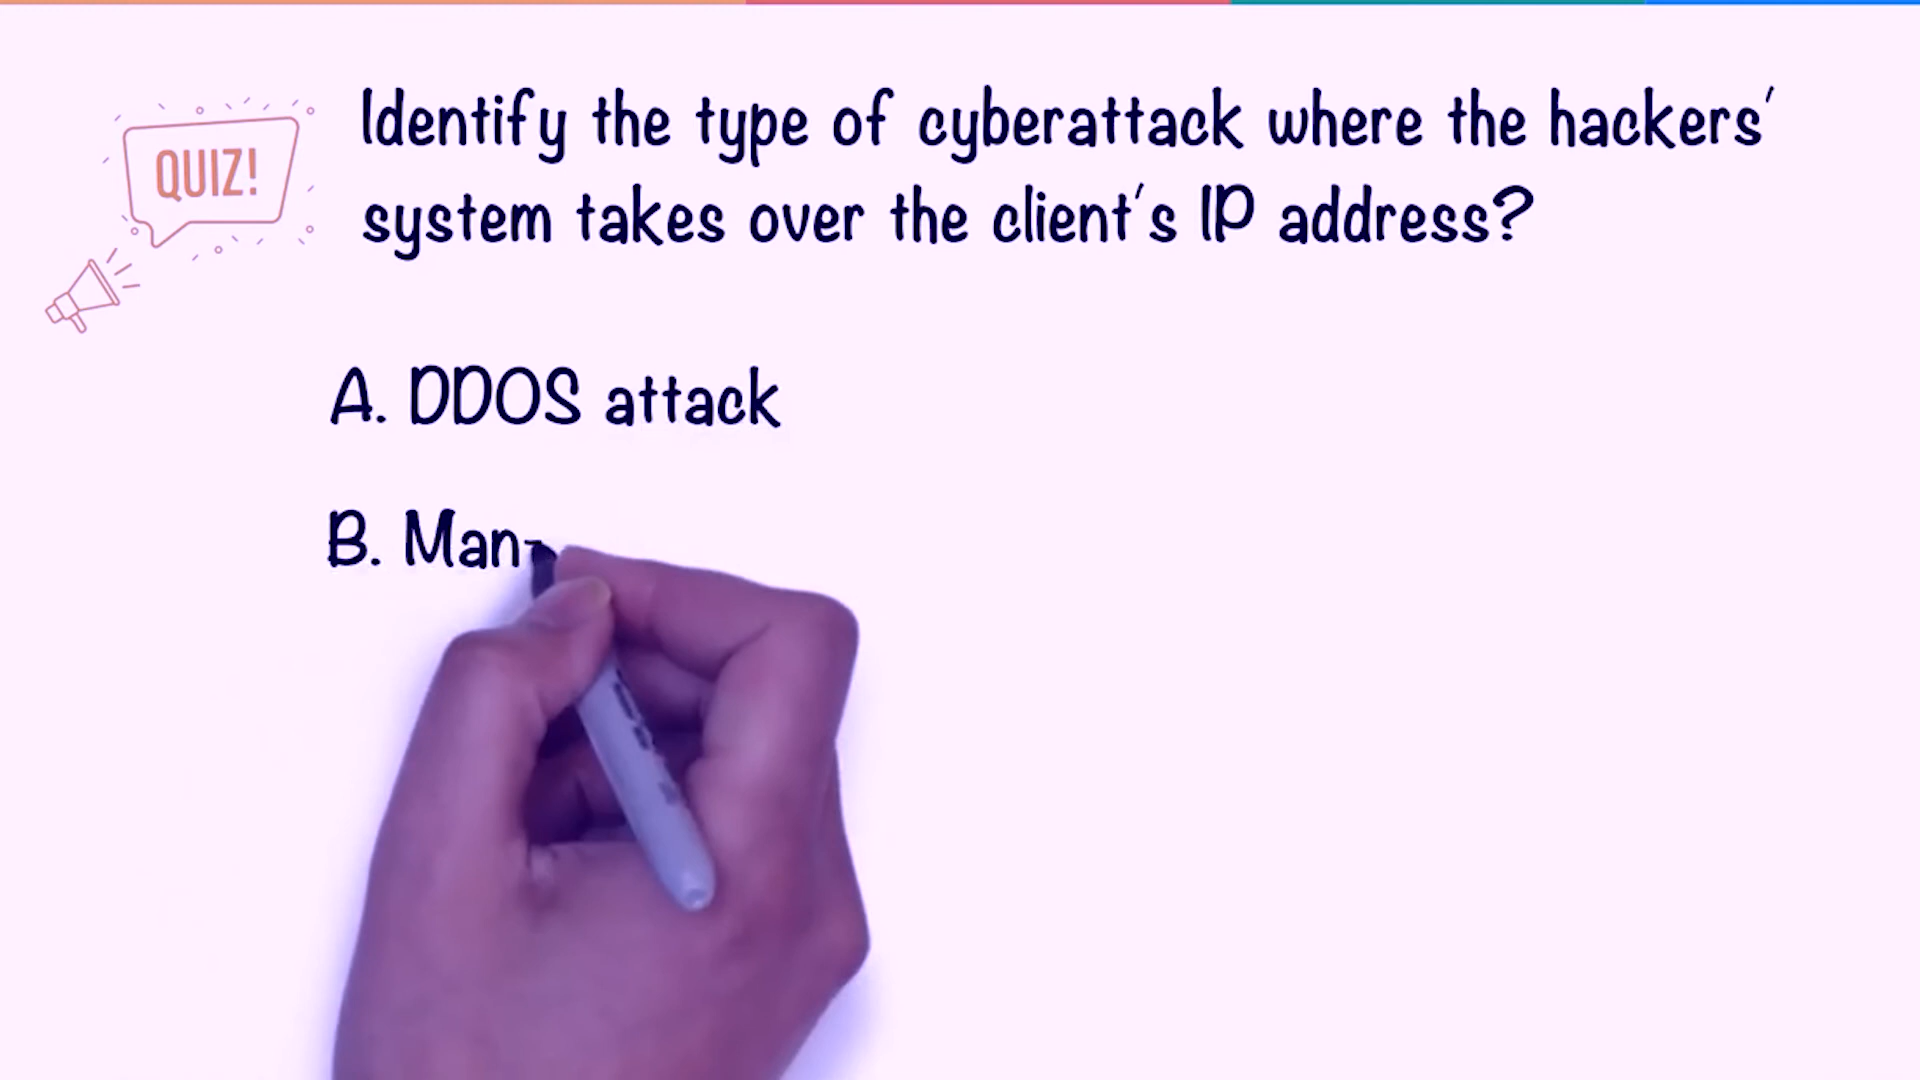 QUIZ!
Identify the type of cyberattack where the hackers'
system takes over the client's IP address?
A. DDOS attack
B. Man-